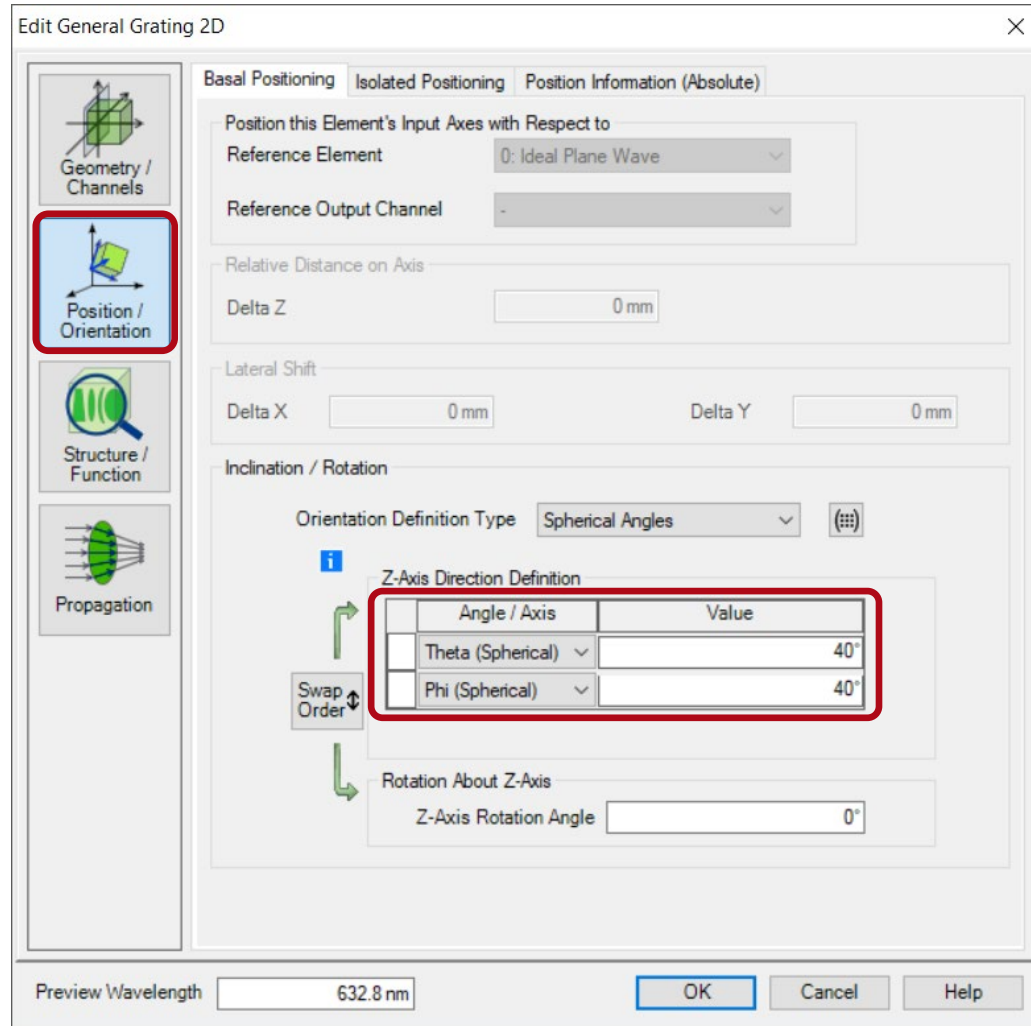 Edit General Grating 2D
Geometry /
Channels
Position /
Orientation
Structure /
Function
Propagation
Basal Positioning
Isolated Positioning
Position Information (Absolute)
Position this Element's Input Axes with Respect to
Reference Element
0: Ideal Plane Wave
Reference Output Channel
-
Relative Distance on Axis
Delta Z
0 mm
Lateral Shift
Delta X
0 mm
Delta Y
0 mm
Inclination / Rotation
Orientation Definition Type
Spherical Angles
i
Z-Axis Direction Definition
Angle / Axis
Value
Theta (Spherical)
40°
Phi (Spherical)
40°
Swap
Order
Rotation About Z-Axis
Z-Axis Rotation Angle
0°
Preview Wavelength
632.8 nm
OK
Cancel
Help